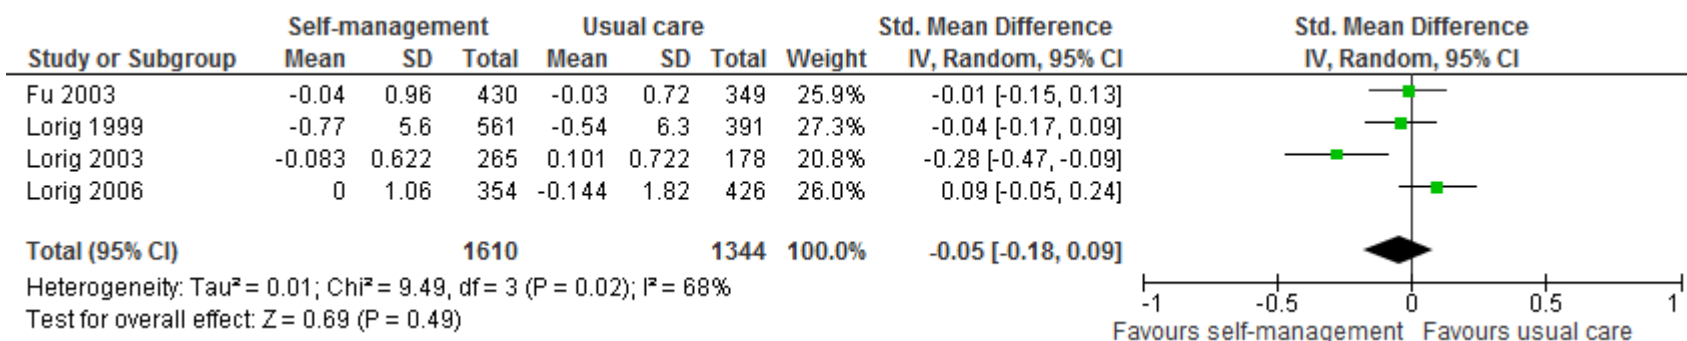 Self-management Usual care Std. Mean Difference Std. Mean Difference
Study or Subgroup Mean SD Total Mean SD Total Weight IV, Random, 95% CI IV, Random, 95% CI
Fu 2003 -0.04 0.96 430 -0.03 0.72 349 25.9% -0.01 [-0.15, 0.13]
Lorig 1999 -0.77 5.6 561 -0.54 6.3 391 27.3% -0.04 [-0.17, 0.09]
Lorig 2003 -0.083 0.622 265 0.101 0.722 178 20.8% -0.28 [-0.47, -0.09]
Lorig 2006 0 1.06 354 -0.144 1.82 426 26.0% 0.09 [-0.05, 0.24]
Total (95% CI) 1610 1344 100.0% -0.05 [-0.18, 0.09]
Heterogeneity: Tau² = 0.01; Chi² = 9.49, df = 3 (P = 0.02); I² = 68%
Test for overall effect: Z = 0.69 (P = 0.49)
-1 -0.5 0 0.5 1
Favours self-management Favours usual care